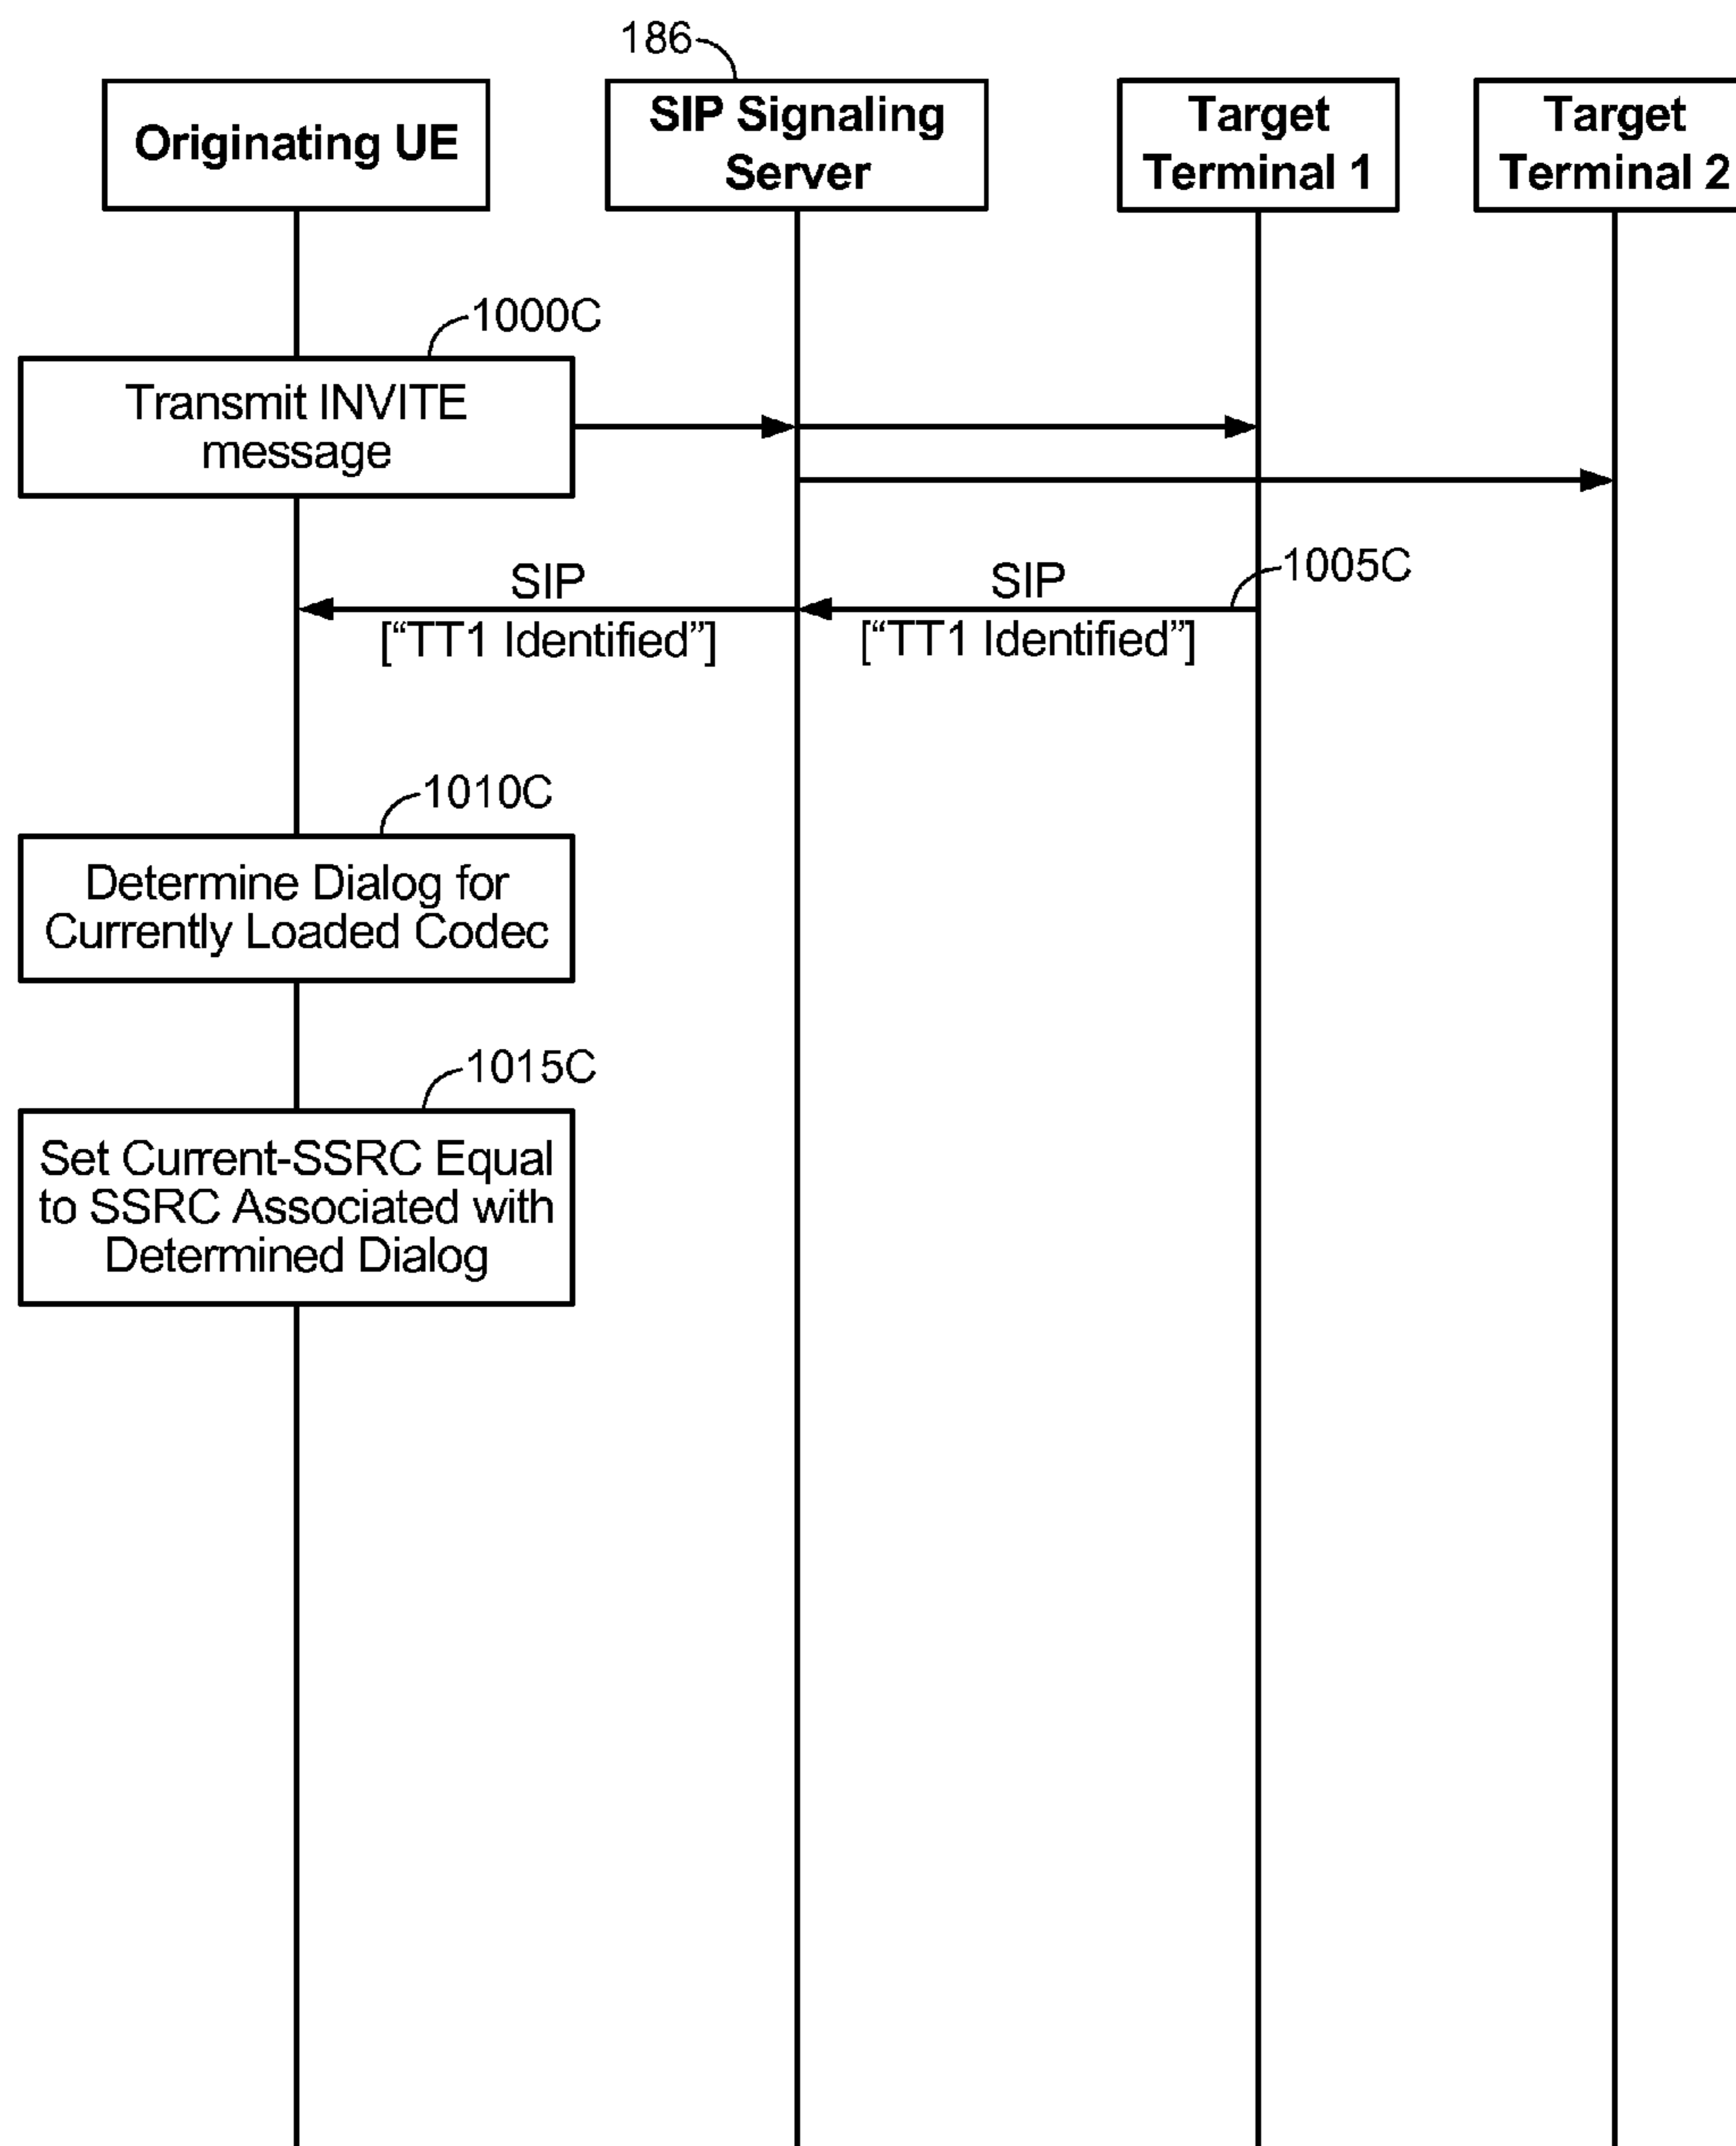 186
Originating UE
SIP Signaling
Server
Target
Terminal 1
Target
Terminal 2
1000C
Transmit INVITE
message
1005C
SIP
["TT1 Identified"]
SIP
["TT1 Identified"]
1010C
Determine Dialog for
Currently Loaded Codec
1015C
Set Current-SSRC Equal
to SSRC Associated with
Determined Dialog